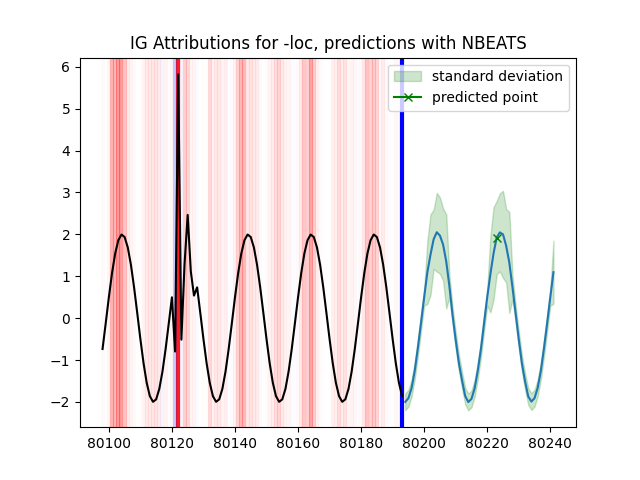 IG Attributions for -loc, predictions with NBEATS
standard deviation
predicted point
6
5
4
3
2
1
0
−1
−2
80100 80120 80140 80160 80180 80200 80220 80240